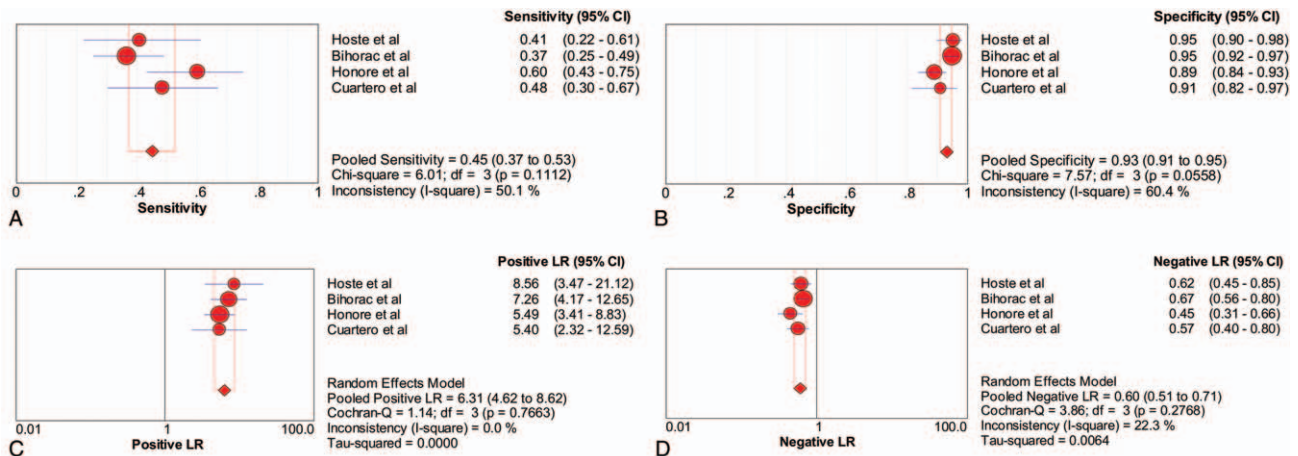 Sensitivity (95% CI)
Hoste et al 0.41 (0.22 - 0.61)
Bihorac et al 0.37 (0.25 - 0.49)
Honore et al 0.60 (0.43 - 0.75)
Cuartero et al 0.48 (0.30 - 0.67)
Pooled Sensitivity = 0.45 (0.37 to 0.53)
Chi-square = 6.01; df = 3 (p = 0.1112)
Inconsistency (I-square) = 50.1 %
0 .2 .4 .6 .8 1
Sensitivity
A
Specificity (95% CI)
Hoste et al 0.95 (0.90 - 0.98)
Bihorac et al 0.95 (0.92 - 0.97)
Honore et al 0.89 (0.84 - 0.93)
Cuartero et al 0.91 (0.82 - 0.97)
Pooled Specificity = 0.93 (0.91 to 0.95)
Chi-square = 7.57; df = 3 (p = 0.0558)
Inconsistency (I-square) = 60.4 %
0 .2 .4 .6 .8 1
Specificity
B
Positive LR (95% CI)
Hoste et al 8.56 (3.47 - 21.12)
Bihorac et al 7.26 (4.17 - 12.65)
Honore et al 5.49 (3.41 - 8.83)
Cuartero et al 5.40 (2.32 - 12.59)
Random Effects Model
Pooled Positive LR = 6.31 (4.62 to 8.62)
Cochran-Q = 1.14; df = 3 (p = 0.7663)
Inconsistency (I-square) = 0.0 %
Tau-squared = 0.0000
0.01 1 100.0
Positive LR
C
Negative LR (95% CI)
Hoste et al 0.62 (0.45 - 0.85)
Bihorac et al 0.67 (0.56 - 0.80)
Honore et al 0.45 (0.31 - 0.66)
Cuartero et al 0.57 (0.40 - 0.80)
Random Effects Model
Pooled Negative LR = 0.60 (0.51 to 0.71)
Cochran-Q = 3.86; df = 3 (p = 0.2768)
Inconsistency (I-square) = 22.3 %
Tau-squared = 0.0064
0.01 1 100.0
Negative LR
D